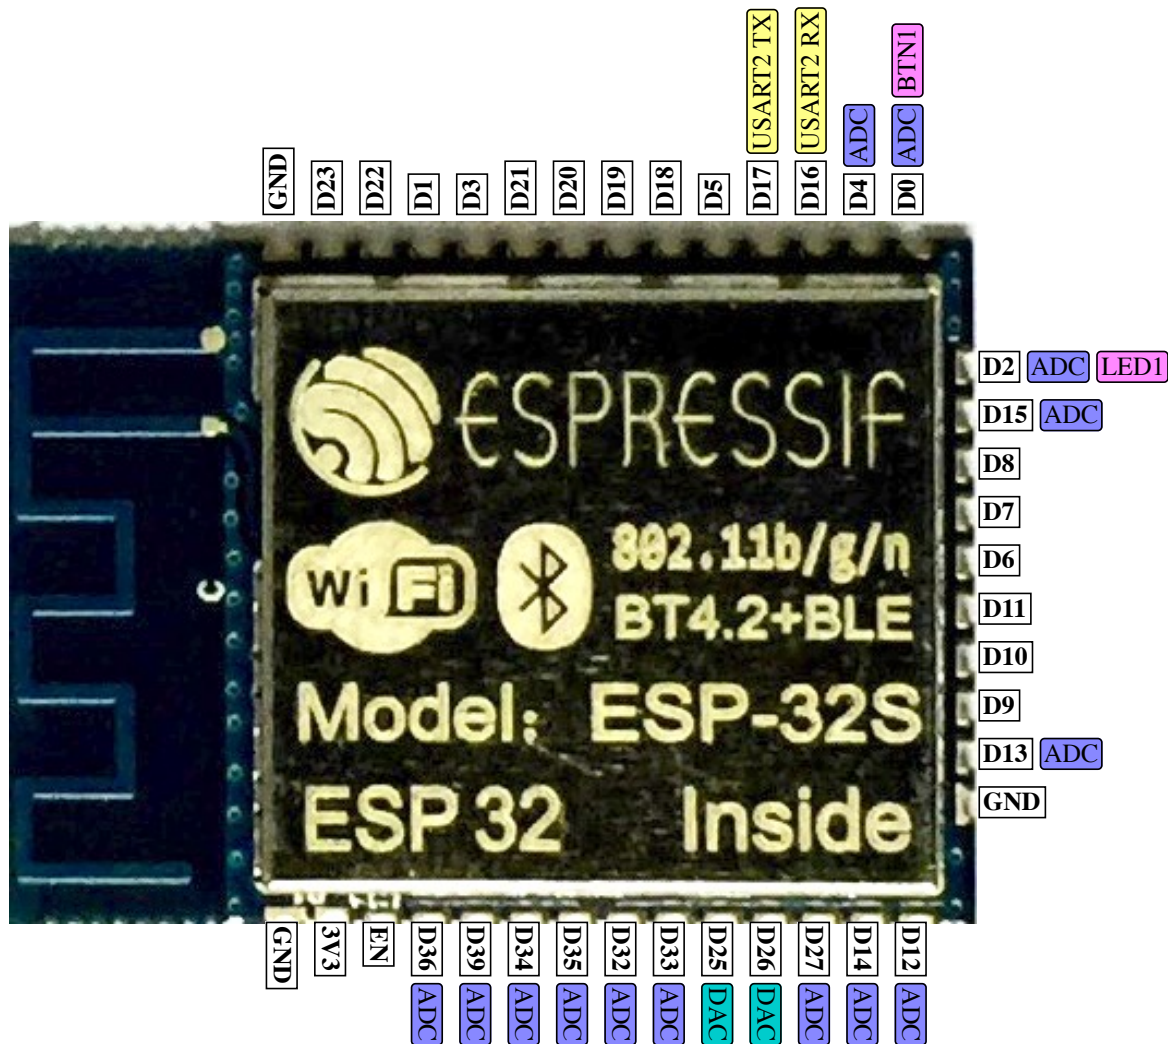 USART2 TX
USART2 RX
BTN1
ADC
ADC
GND
D23
D22
D1
D3
D21
D20
D19
D18
D5
D17
D16
D4
D0
D2 ADC LED1
D15 ADC
D8
D7
D6
D11
D10
D9
D13 ADC
GND
ESPRESSIF
Wi Fi
802.11b/g/n
BT4.2+BLE
C
Model: ESP-32S
ESP 32 Inside
GND
3V3
EN
D36
D39
D34
D35
D32
D33
D25
D26
D27
D14
D12
ADC
ADC
ADC
ADC
ADC
ADC
DAC
DAC
ADC
ADC
ADC